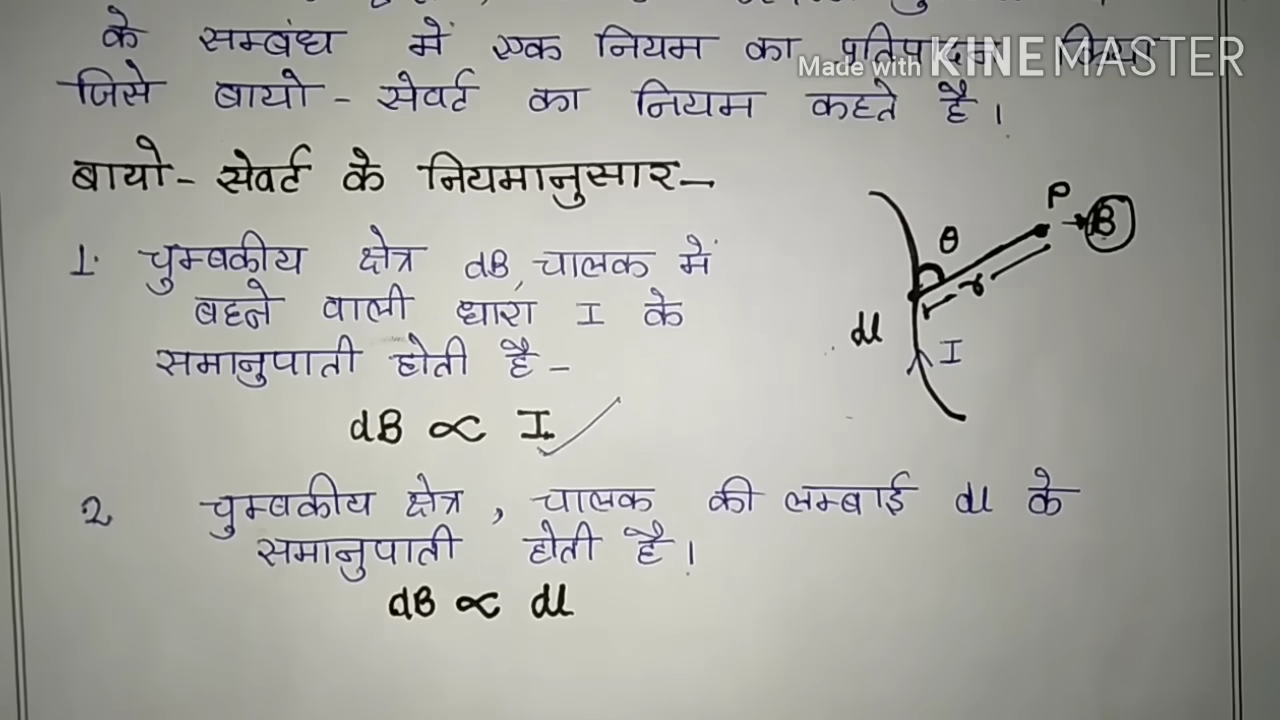 के सम्बंध में एक नियम का
Made with KINEMASTER
जिसे बायो - सेवर्ट का नियम कहते है।
बायो - सेवर्ट के नियमानुसार -
1. चुम्बकीय क्षेत्र dB, चालक में
बहने वाली धारा I के
समानुपाती होती है -
dB ∝ I
P
B
θ
r
dl
I
2 चुम्बकीय क्षेत्र, चालक की लम्बाई dl के
समानुपाती होती है।
dB ∝ dl